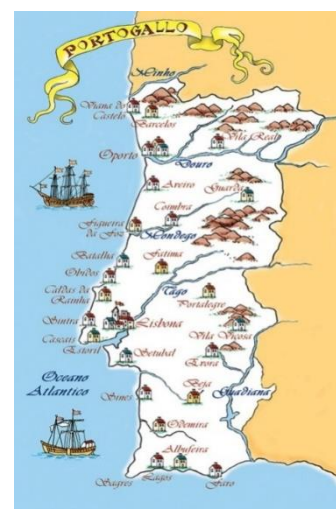 PORTOGALLO
Minho
Viana do
Castelo
Barcelos
Vila Real
Oporto
Douro
Aveiro
Guarda
Coimbra
Figueira
da Foz
Mondego
Batalha
Fatima
Obidos
Tago
Caldas da
Rainha
Portalegre
Sintra
Lisbona
Cascais
Estoril
Vila Viçosa
Setubal
Evora
Oceano
Atlantico
Sines
Beja
Guadiana
Odemira
Albufeira
Sagres
Lagos
Faro